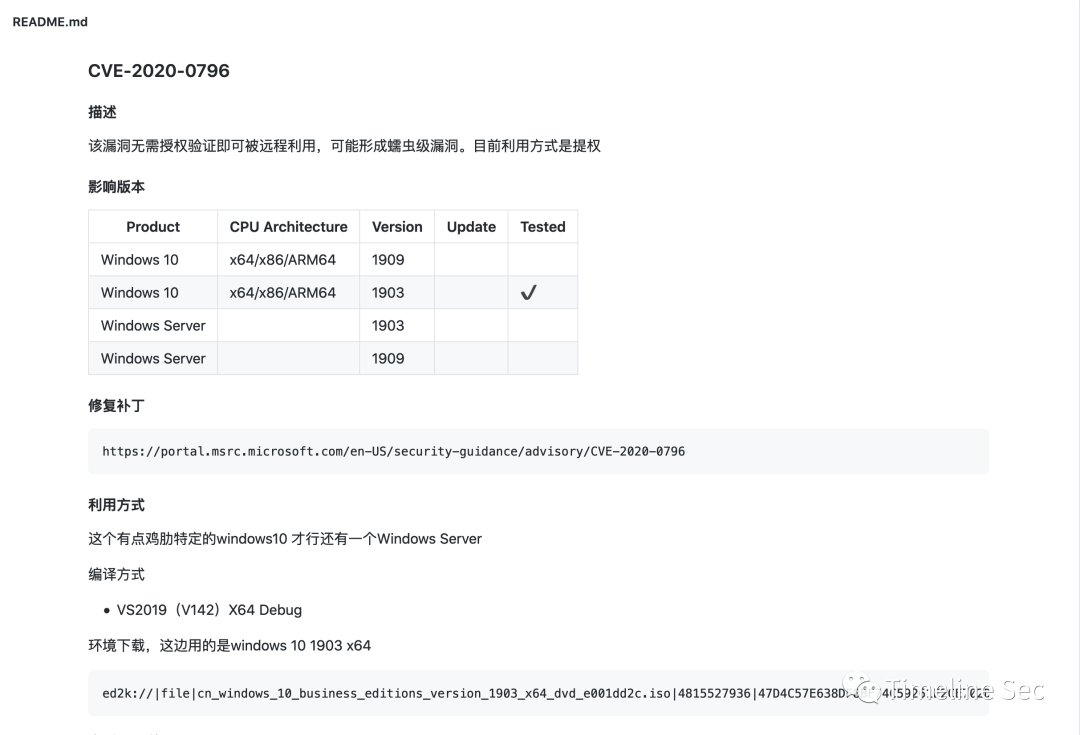 README.md
CVE-2020-0796
描述
该漏洞无需授权验证即可被远程利用，可能形成蠕虫级漏洞。目前利用方式是提权
影响版本
Product CPU Architecture Version Update Tested
Windows 10 x64/x86/ARM64 1909
Windows 10 x64/x86/ARM64 1903 ✓
Windows Server 1903
Windows Server 1909
修复补丁
https://portal.msrc.microsoft.com/en-US/security-guidance/advisory/CVE-2020-0796
利用方式
这个有点鸡肋特定的windows10 才行还有一个Windows Server
编译方式
• VS2019（V142）X64 Debug
环境下载，这边用的是windows 10 1903 x64
ed2k://|file|cn_windows_10_business_editions_version_1903_x64_dvd_e001dd2c.iso|4815527936|47D4C57E638D
Timeline Sec